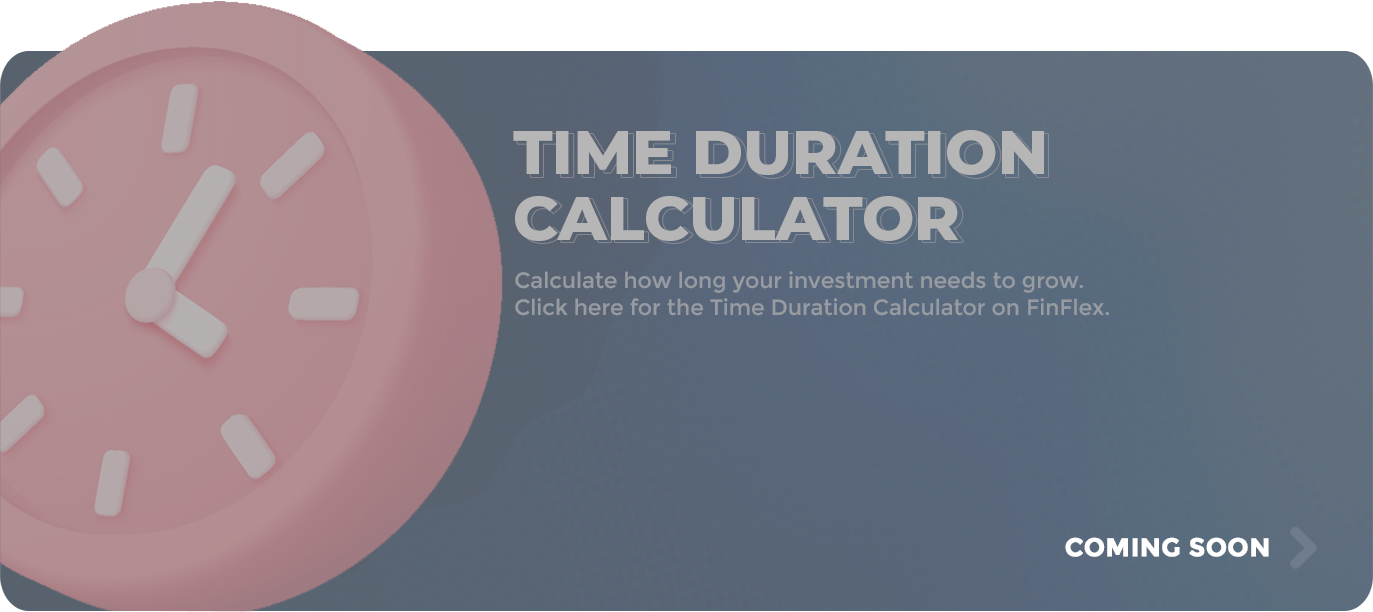 TIME DURATION
CALCULATOR
Calculate how long your investment needs to grow.
Click here for the Time Duration Calculator on FinFlex.
COMING SOON